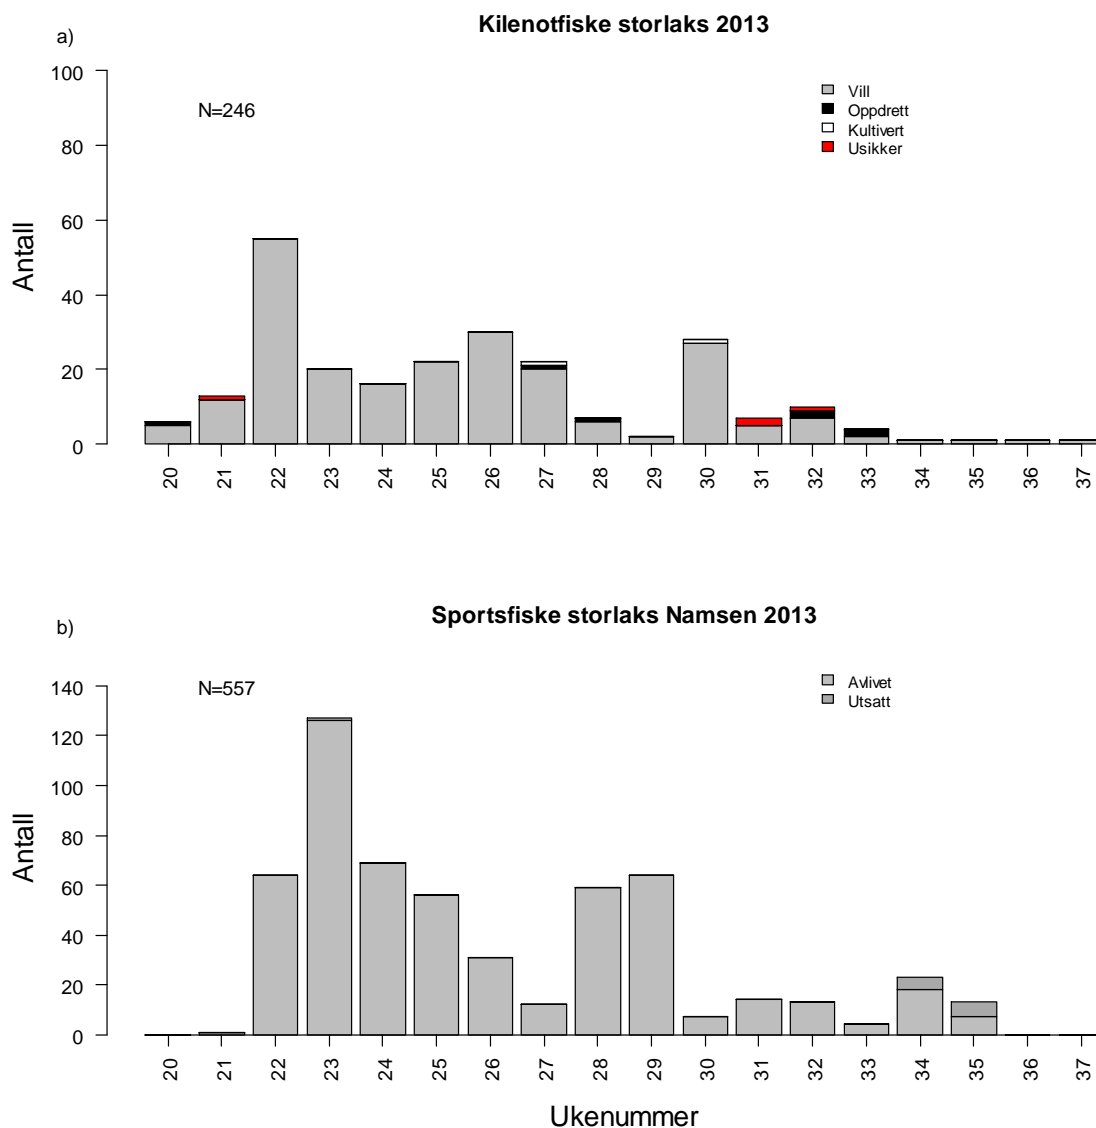 Kilenotfiske storlaks 2013
a)
N=246
Vill
Oppdrett
Kultivert
Usikker
Antall
100
80
60
40
20
0
20 21 22 23 24 25 26 27 28 29 30 31 32 33 34 35 36 37
Sportsfiske storlaks Namsen 2013
b)
N=557
Avlivet
Utsatt
Antall
140
120
100
80
60
40
20
0
20 21 22 23 24 25 26 27 28 29 30 31 32 33 34 35 36 37
Ukenummer